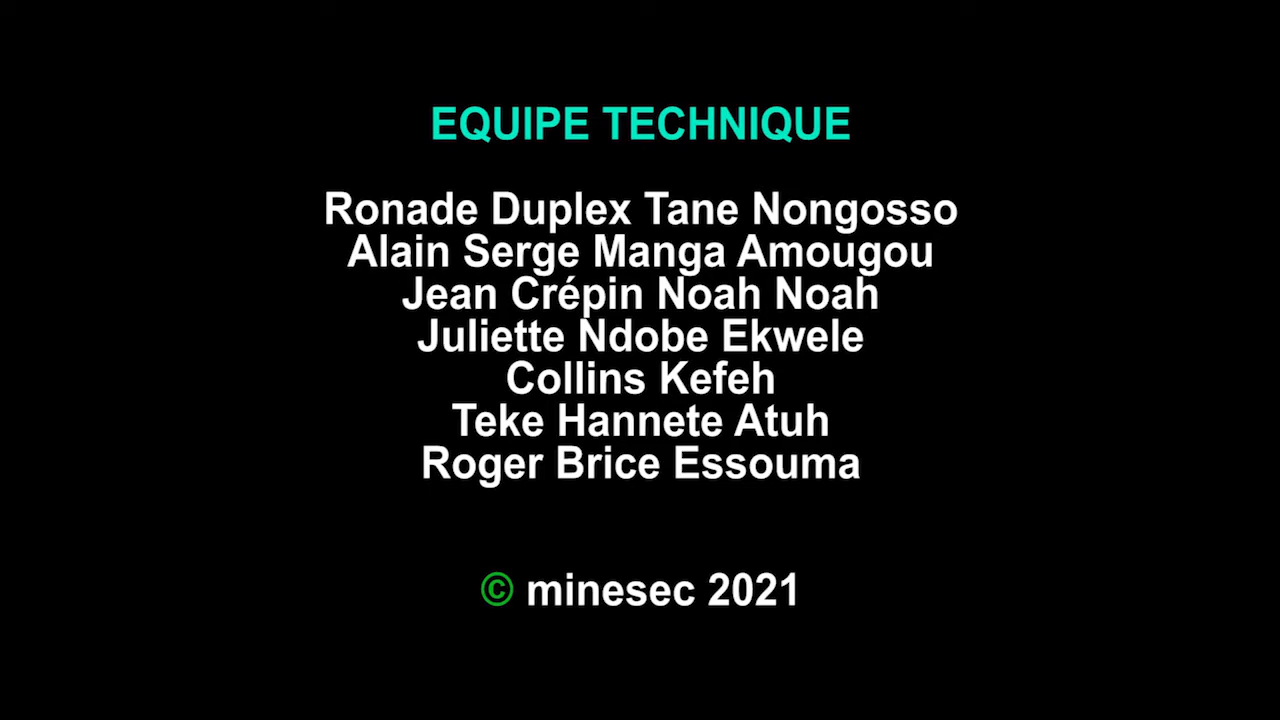 EQUIPE TECHNIQUE
Ronade Duplex Tane Nongosso
Alain Serge Manga Amougou
Jean Crépin Noah Noah
Juliette Ndobe Ekwele
Collins Kefeh
Teke Hannete Atuh
Roger Brice Essouma
© minesec 2021